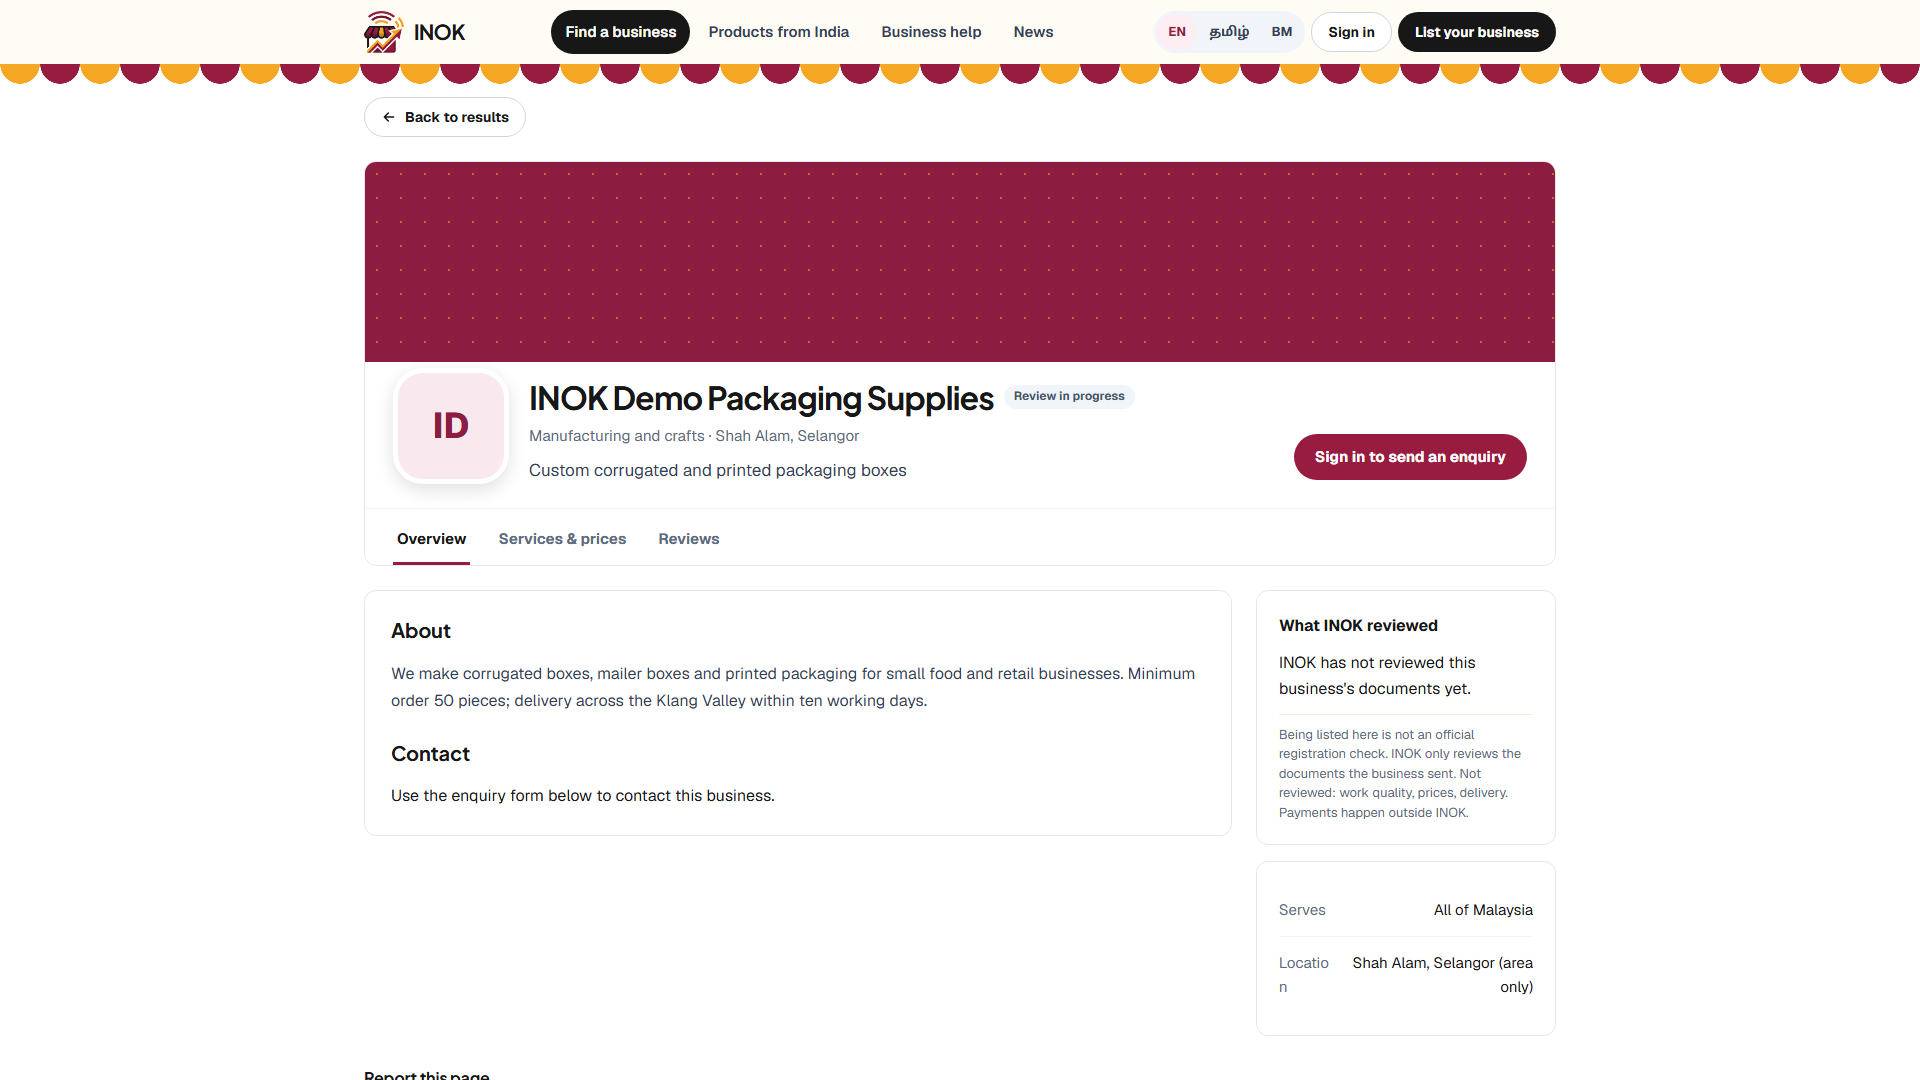 INOK
Find a business
Products from India
Business help
News
EN
தமிழ்
BM
Sign in
List your business
← Back to results
ID
INOK Demo Packaging Supplies
Review in progress
Manufacturing and crafts · Shah Alam, Selangor
Custom corrugated and printed packaging boxes
Sign in to send an enquiry
Overview
Services & prices
Reviews
About
We make corrugated boxes, mailer boxes and printed packaging for small food and retail businesses. Minimum
order 50 pieces; delivery across the Klang Valley within ten working days.
Contact
Use the enquiry form below to contact this business.
What INOK reviewed
INOK has not reviewed this
business's documents yet.
Being listed here is not an official
registration check. INOK only reviews the
documents the business sent. Not
reviewed: work quality, prices, delivery.
Payments happen outside INOK.
Serves
All of Malaysia
Locatio
n
Shah Alam, Selangor (area
only)
Report this page